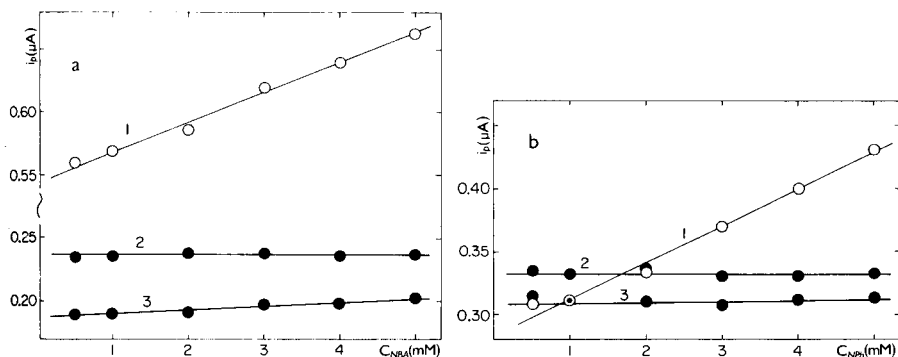 a
i_p(μA)
0.60
0.55
0.25
0.20
1
2
3
1 2 3 4 C_NBA(mM)
b
i_p(μA)
0.40
0.35
0.30
1
2
3
1 2 3 4 C_NPh(mM)